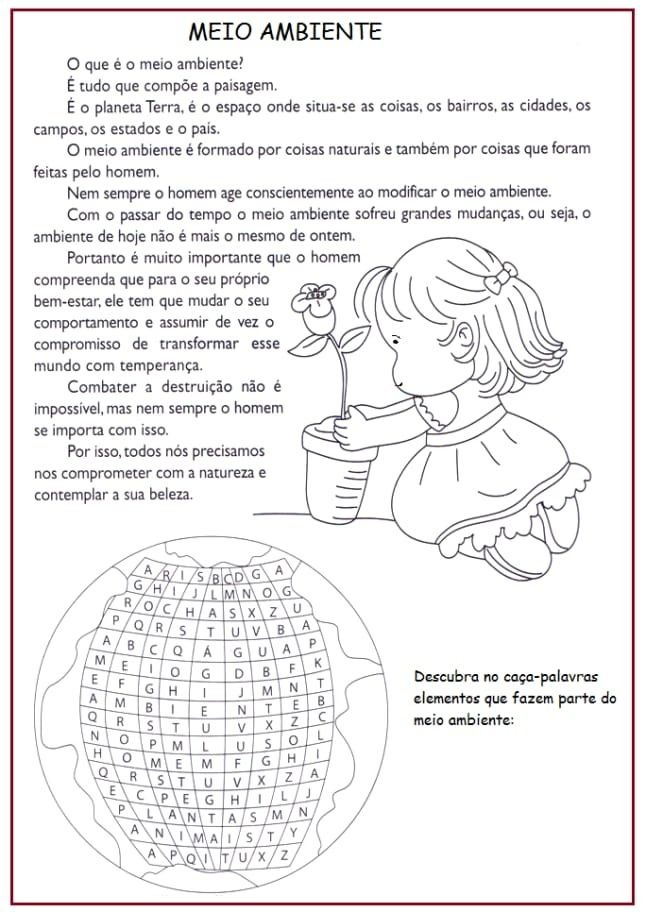 MEIO AMBIENTE
O que é o meio ambiente?
É tudo que compõe a paisagem.
É o planeta Terra, é o espaço onde situa-se as coisas, os bairros, as cidades, os
campos, os estados e o país.
O meio ambiente é formado por coisas naturais e também por coisas que foram
feitas pelo homem.
Nem sempre o homem age conscientemente ao modificar o meio ambiente.
Com o passar do tempo o meio ambiente sofreu grandes mudanças, ou seja, o
ambiente de hoje não é mais o mesmo de ontem.
Portanto é muito importante que o homem
compreenda que para o seu próprio
bem-estar, ele tem que mudar o seu
comportamento e assumir de vez o
compromisso de transformar esse
mundo com temperança.
Combater a destruição não é
impossível, mas nem sempre o homem
se importa com isso.
Por isso, todos nós precisamos
nos comprometer com a natureza e
contemplar a sua beleza.
A R I S B C D G A
G H I J L M N O G
R O C H A S X Z U
P Q R S T U V B A
A B C Q Á G U A P
M E I O G D B F K
E F G H I J M N T
A M B I E N T E B
Q R S T U V X Z C
N O P M L U S O L
H O M E M F G H I
Q R S T U V X Z A
E C P E G H I L J
P L A N T A S M N
A N I M A I S T Y
A P Q I T U X Z
Descubra no caça-palavras
elementos que fazem parte do
meio ambiente: